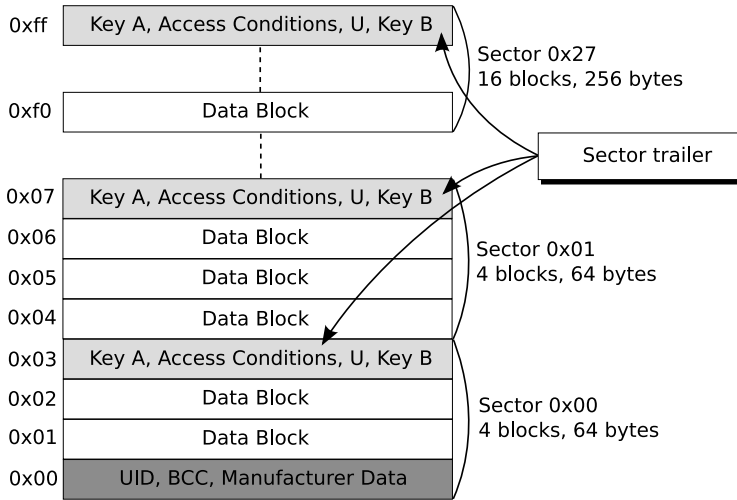 0xff
Key A, Access Conditions, U, Key B
Sector 0x27
16 blocks, 256 bytes
0xf0
Data Block
Sector trailer
0x07
Key A, Access Conditions, U, Key B
0x06
Data Block
Sector 0x01
4 blocks, 64 bytes
0x05
Data Block
0x04
Data Block
0x03
Key A, Access Conditions, U, Key B
0x02
Data Block
Sector 0x00
4 blocks, 64 bytes
0x01
Data Block
0x00
UID, BCC, Manufacturer Data